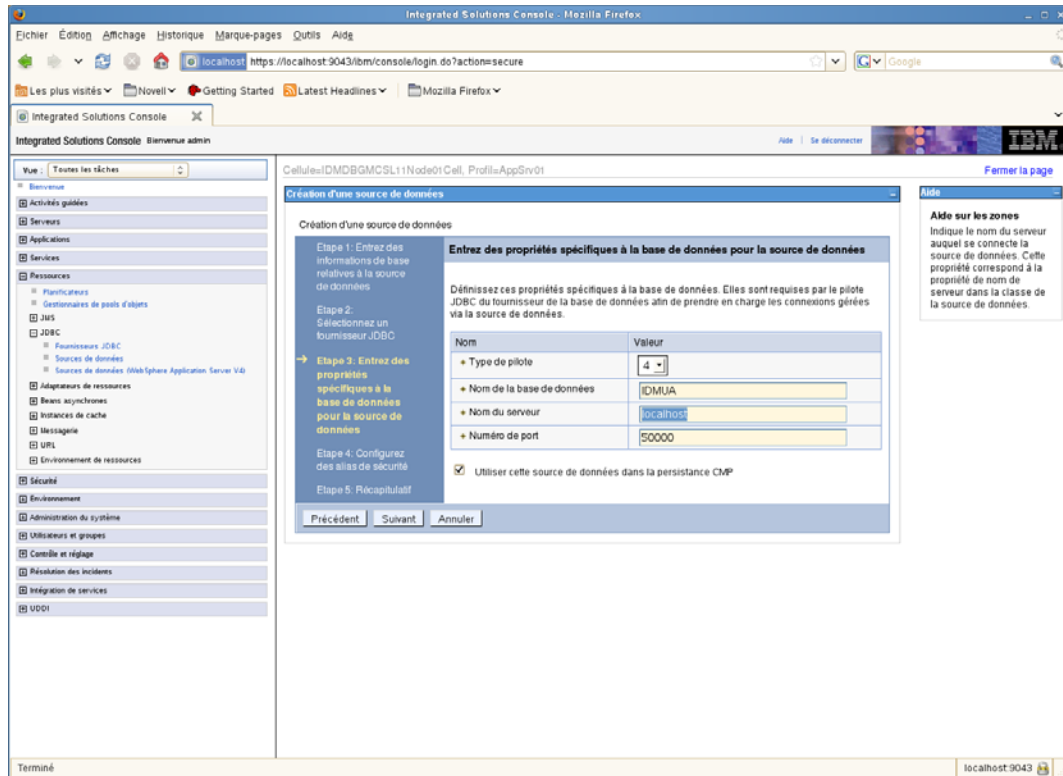 Integrated Solutions Console - Mozilla Firefox
Fichier Édition Affichage Historique Marque-pages Outils Aide
localhost https://localhost:9043/ibm/console/login.do?action=secure
Google
Les plus visités Novell Getting Started Latest Headlines Mozilla Firefox
Integrated Solutions Console
Integrated Solutions Console Bienvenue admin
Aide Se déconnecter
IBM.
Vue : Toutes les tâches
Bienvenue
Activités guidées
Serveurs
Applications
Services
Ressources
Planificateurs
Gestionnaires de pools d'objets
JMS
JDBC
Fournisseurs JDBC
Sources de données
Sources de données (WebSphere Application Server V4)
Adaptateurs de ressources
Beans asynchrones
Instances de cache
Messagerie
URL
Environnement de ressources
Sécurité
Environnement
Administration du système
Utilisateurs et groupes
Contrôle et réglage
Résolution des incidents
Intégration de services
UDDI
Cellule=IDMDBGMCSL11Node01Cell, Profil=AppSrv01
Fermer la page
Création d'une source de données
Création d'une source de données
Etape 1: Entrez des
informations de base
relatives à la source
de données
Etape 2:
Sélectionnez un
fournisseur JDBC
Etape 3: Entrez des
propriétés
spécifiques à la
base de données
pour la source de
données
Etape 4: Configurez
des alias de sécurité
Etape 5: Récapitulatif
Entrez des propriétés spécifiques à la base de données pour la source de données
Définissez ces propriétés spécifiques à la base de données. Elles sont requises par le pilote
JDBC du fournisseur de la base de données afin de prendre en charge les connexions gérées
via la source de données.
Nom Valeur
Type de pilote 4
Nom de la base de données IDMUA
Nom du serveur localhost
Numéro de port 50000
Utiliser cette source de données dans la persistance CMP
Précédent Suivant Annuler
Aide
Aide sur les zones
Indique le nom du serveur
auquel se connecte la
source de données. Cette
propriété correspond à la
propriété de nom de
serveur dans la classe de
la source de données.
Terminé
localhost:9043